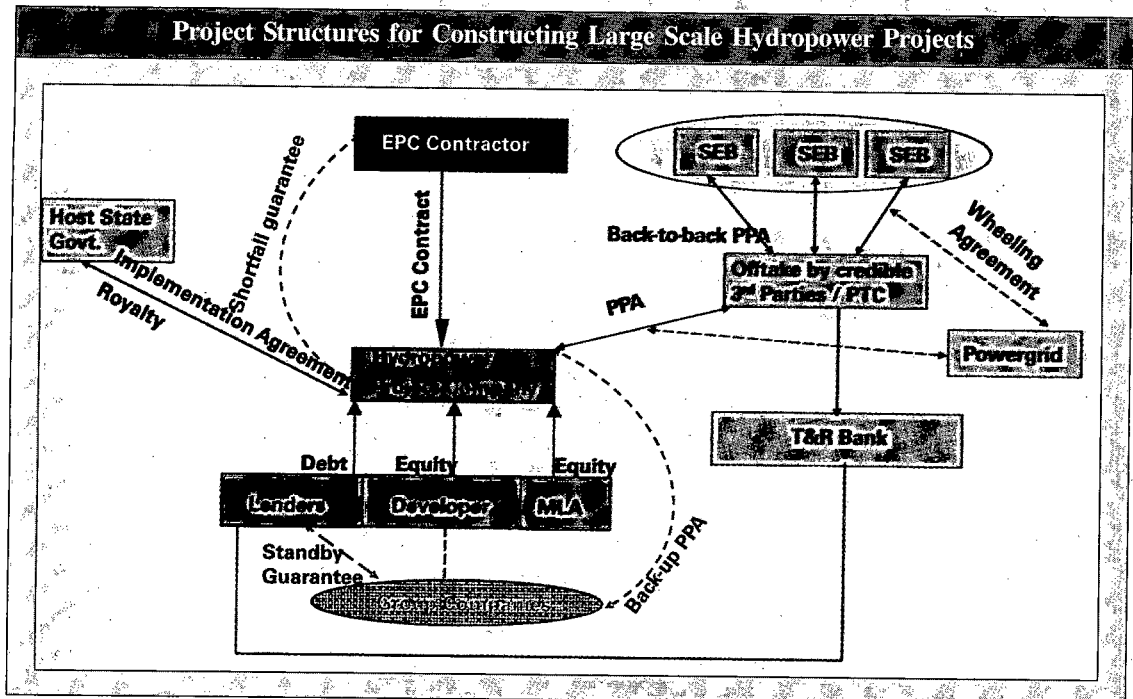 Project Structures for Constructing Large Scale Hydropower Projects
EPC Contractor
SEB
SEB
SEB
Host State
Govt.
Shortfall guarantee
EPC Contract
Back-to-back PPA
Wheeling
Agreement
Implementation Agreement
Royalty
Offtake by credible
3rd Parties / PTC
PPA
Powergrid
Hydropower
T&R Bank
Debt
Equity
Equity
Lenders
Developer
MLA
Standby
Guarantee
Back-up PPA
Group Companies